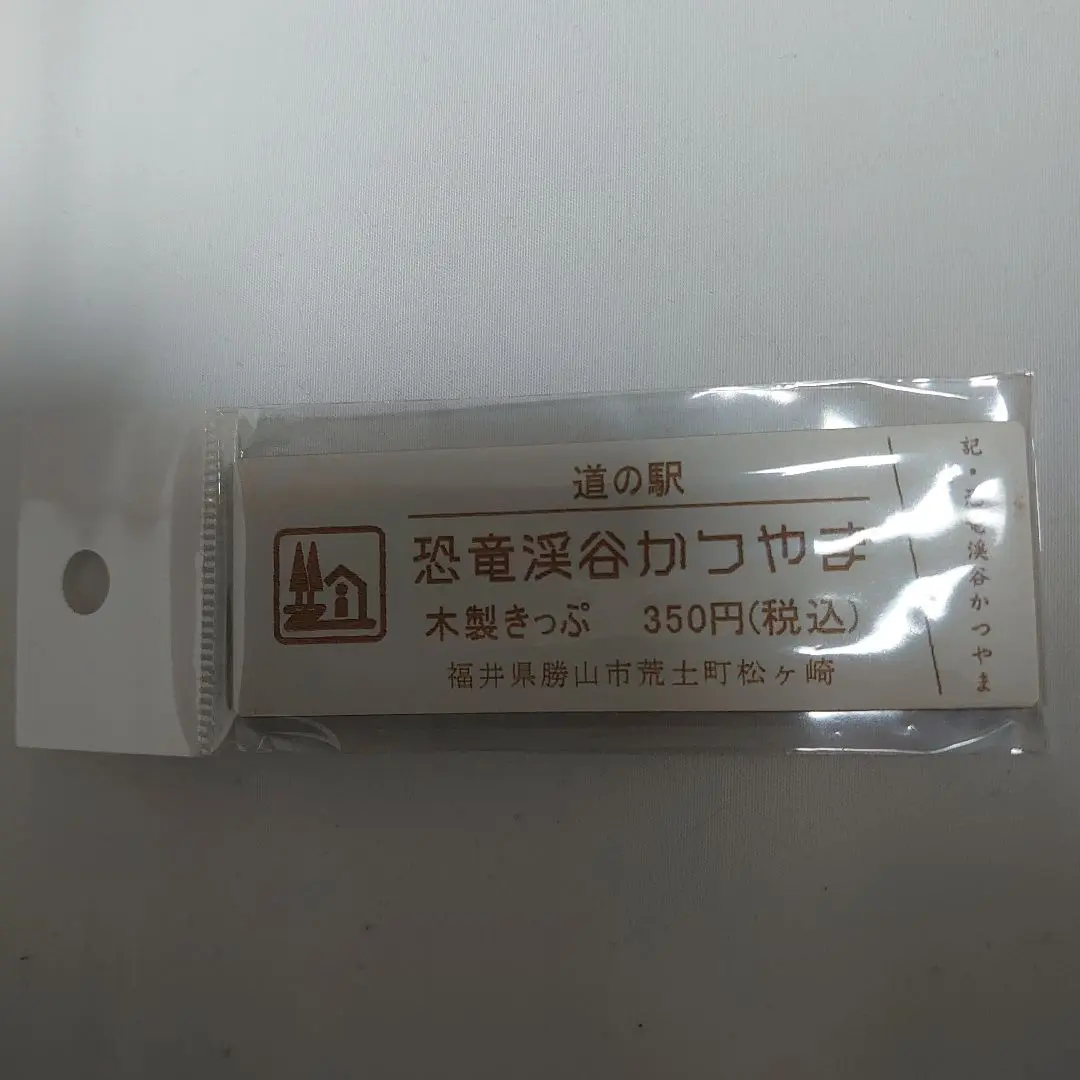 道の駅
恐竜渓谷かつやま
木製きっぷ 350円(税込)
福井県勝山市荒土町松ヶ崎
記・恐竜渓谷かつやま